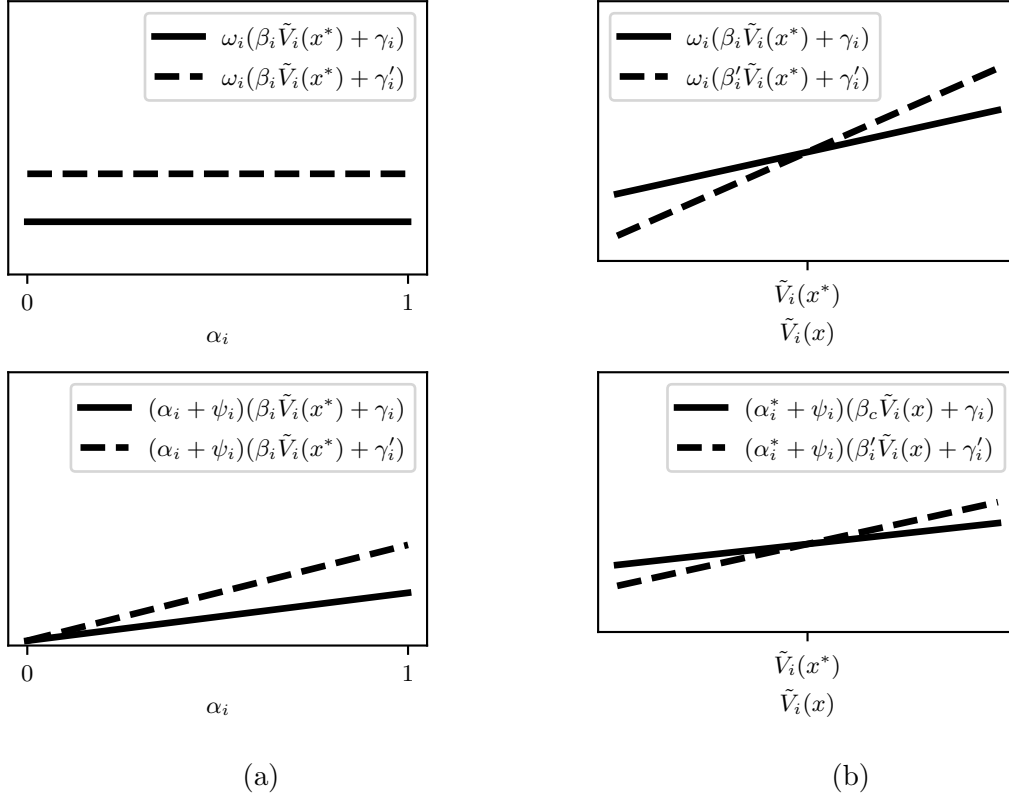 ω_i(β_i Ṽ_i(x*) + γ_i)
ω_i(β_i Ṽ_i(x*) + γ′_i)
0 1
α_i
ω_i(β_i Ṽ_i(x*) + γ_i)
ω_i(β′_i Ṽ_i(x*) + γ′_i)
Ṽ_i(x*)
Ṽ_i(x)
(α_i + ψ_i)(β_i Ṽ_i(x*) + γ_i)
(α_i + ψ_i)(β_i Ṽ_i(x*) + γ′_i)
0 1
α_i
(α*_i + ψ_i)(β_c Ṽ_i(x) + γ_i)
(α*_i + ψ_i)(β′_i Ṽ_i(x) + γ′_i)
Ṽ_i(x*)
Ṽ_i(x)
(a)
(b)